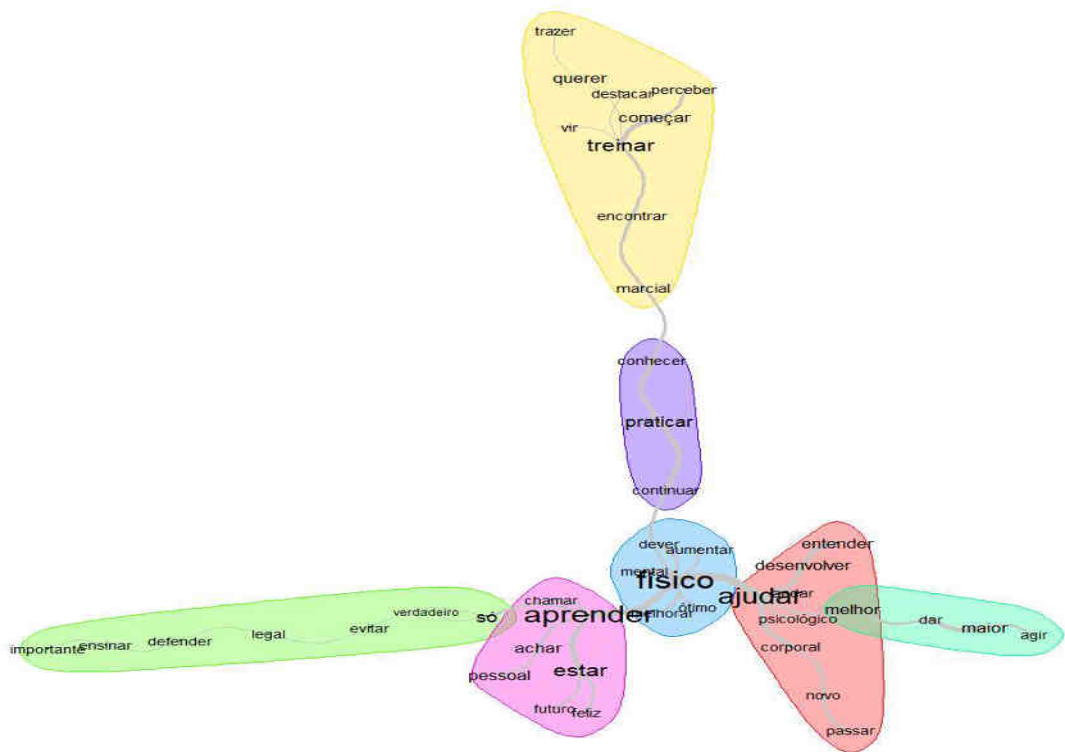 trazer
querer
destacar
perceber
começar
vir
treinar
encontrar
marcial
conhecer
praticar
continuar
dever
aumentar
mental
físico
melhorar
ótimo
entender
desenvolver
ajudar
psicológico
corporal
novo
passar
melhor
dar
maior
agir
chamar
aprender
achar
pessoal
estar
futuro
feliz
só
verdadeiro
evitar
legal
defender
ensinar
importante